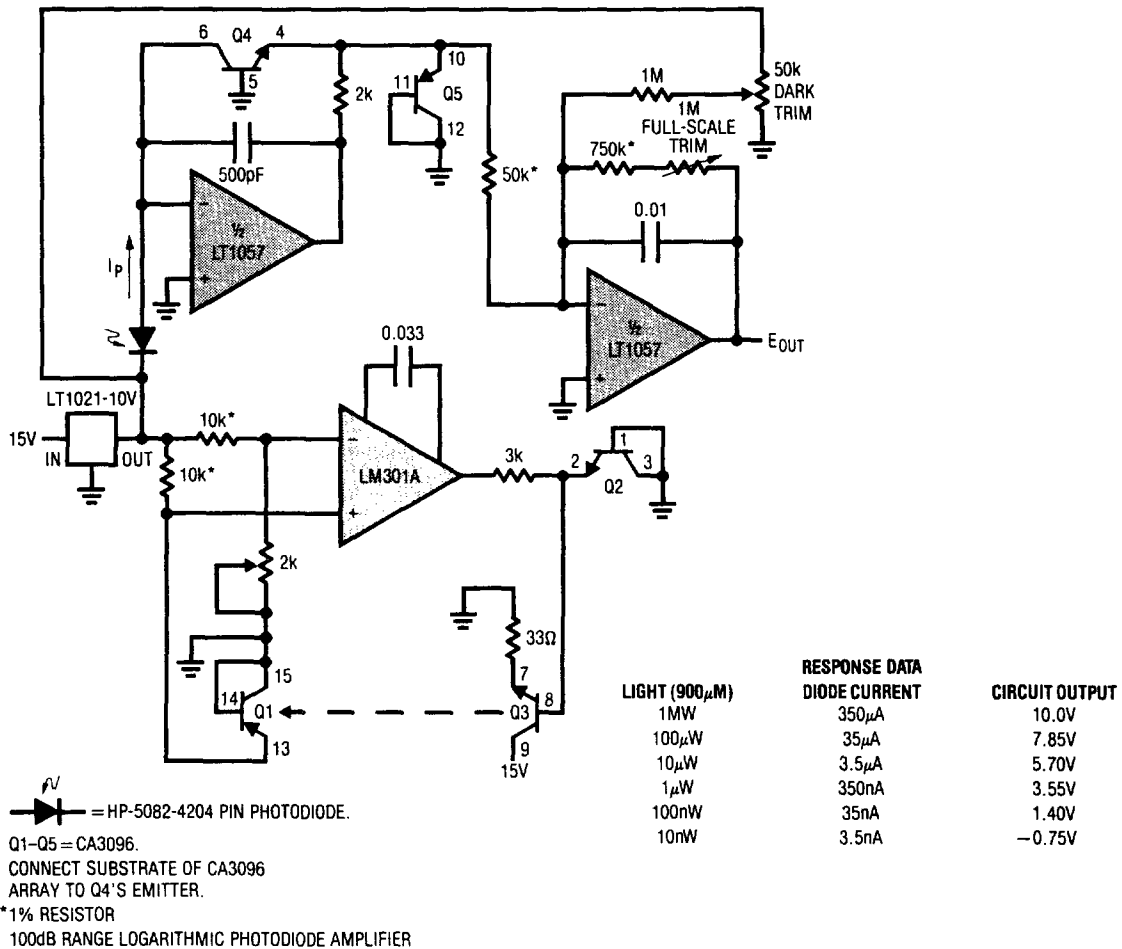 6 Q4 4
5
500pF
2k
10
11 Q5
12
50k*
1M
50k
DARK
TRIM
1M
FULL-SCALE
TRIM
750k*
0.01
−
½
LT1057
+
IP
−
½
LT1057
+
EOUT
LT1021-10V
15V
IN OUT
10k*
10k*
0.033
−
LM301A
+
3k
2 1 3
Q2
2k
15
14 Q1
13
33Ω
7
Q3 8
9
15V
RESPONSE DATA
LIGHT (900µM) DIODE CURRENT CIRCUIT OUTPUT
1MW 350µA 10.0V
100µW 35µA 7.85V
10µW 3.5µA 5.70V
1µW 350nA 3.55V
100nW 35nA 1.40V
10nW 3.5nA −0.75V
= HP-5082-4204 PIN PHOTODIODE.
Q1–Q5 = CA3096.
CONNECT SUBSTRATE OF CA3096
ARRAY TO Q4'S EMITTER.
*1% RESISTOR
100dB RANGE LOGARITHMIC PHOTODIODE AMPLIFIER